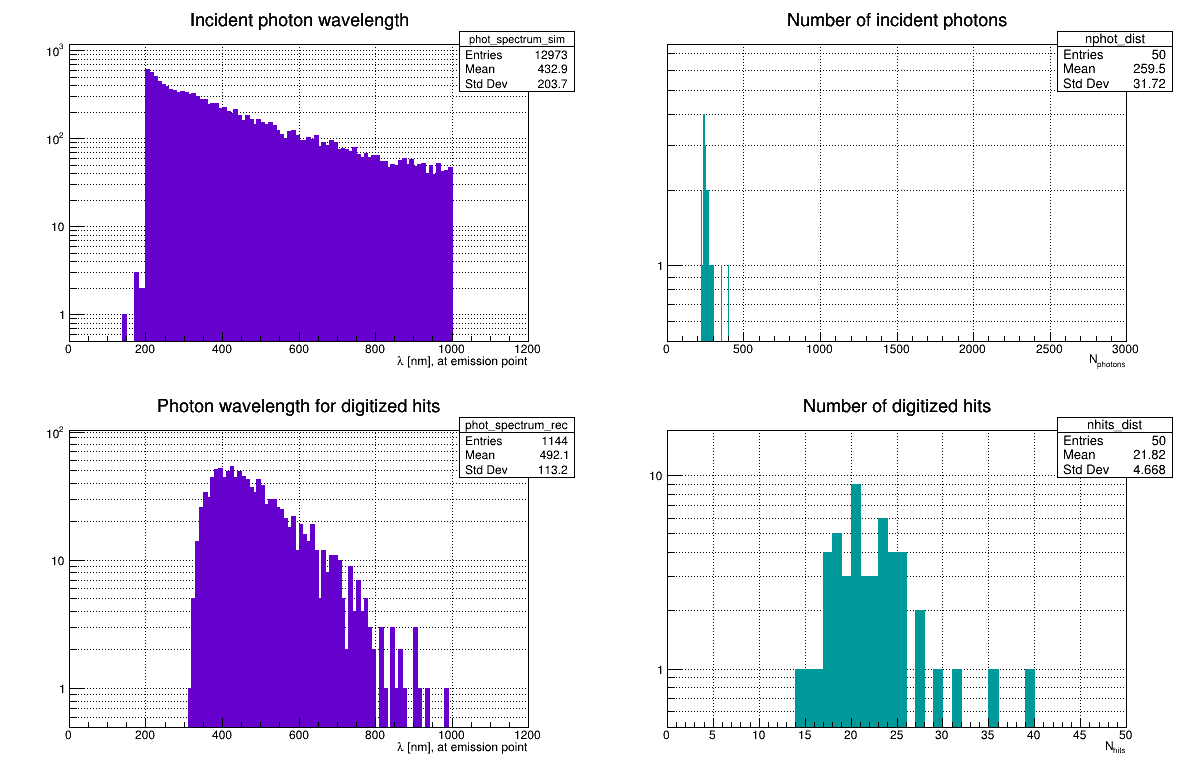 Incident photon wavelength
phot_spectrum_sim
Entries 12973
Mean 432.9
Std Dev 203.7
10³
10²
10
1
0 200 400 600 800 1000 1200
λ [nm], at emission point
Number of incident photons
nphot_dist
Entries 50
Mean 259.5
Std Dev 31.72
1
0 500 1000 1500 2000 2500 3000
Nphotons
Photon wavelength for digitized hits
phot_spectrum_rec
Entries 1144
Mean 492.1
Std Dev 113.2
10²
10
1
0 200 400 600 800 1000 1200
λ [nm], at emission point
Number of digitized hits
nhits_dist
Entries 50
Mean 21.82
Std Dev 4.668
10
1
0 5 10 15 20 25 30 35 40 45 50
Nhits